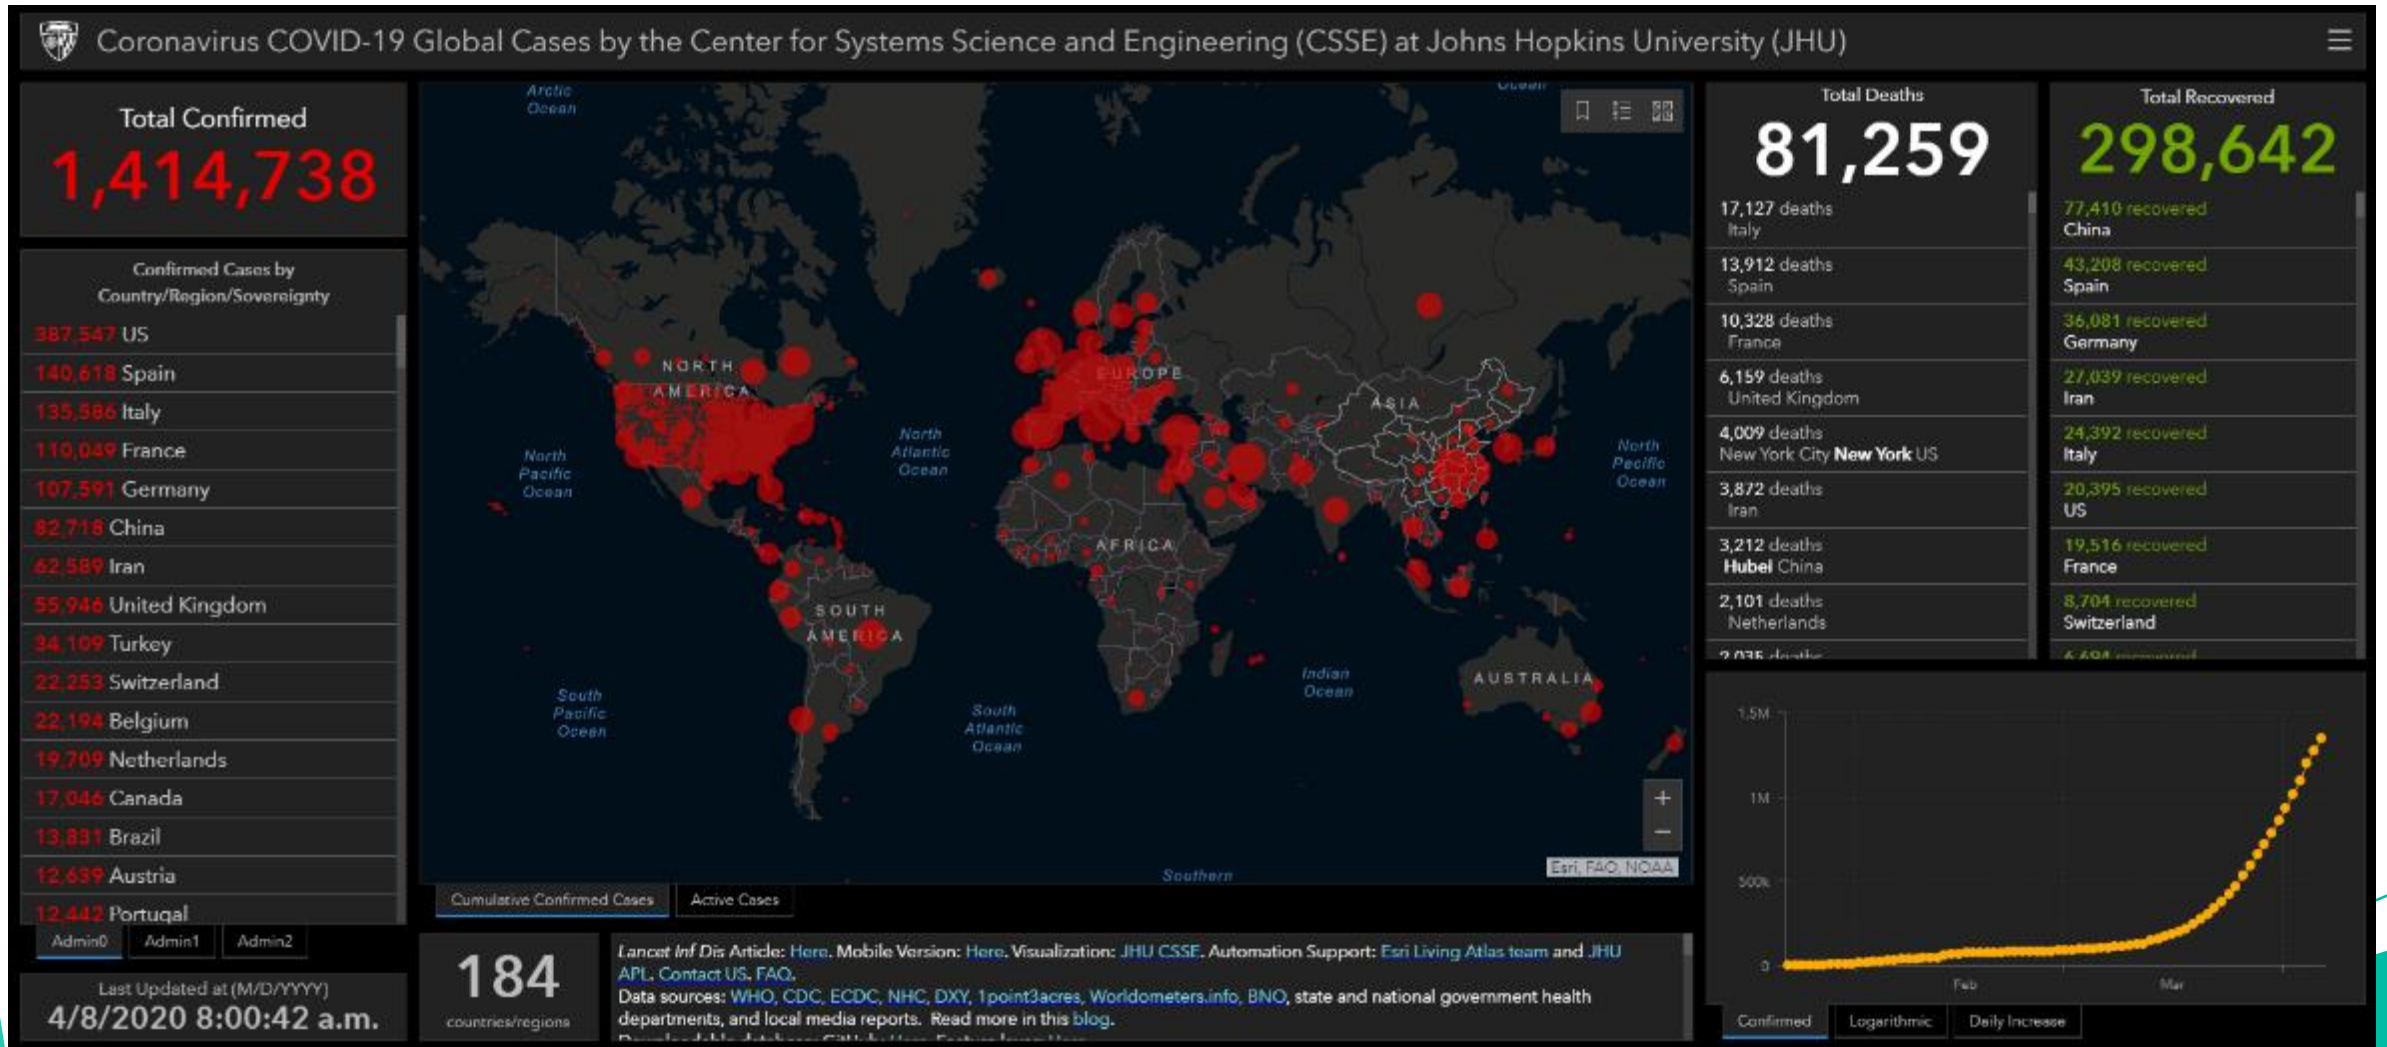 Coronavirus COVID-19 Global Cases by the Center for Systems Science and Engineering (CSSE) at Johns Hopkins University (JHU)
Total Confirmed
1,414,738
Confirmed Cases by
Country/Region/Sovereignty
387,547 US
140,618 Spain
135,586 Italy
110,049 France
107,591 Germany
82,718 China
62,589 Iran
55,946 United Kingdom
34,109 Turkey
22,253 Switzerland
22,194 Belgium
19,709 Netherlands
17,046 Canada
13,831 Brazil
12,639 Austria
12,442 Portugal
Admin0 Admin1 Admin2
Last Updated at (M/D/YYYY)
4/8/2020 8:00:42 a.m.
Arctic
Ocean
Ocean
NORTH
AMERICA
EUROPE
ASIA
North
Pacific
Ocean
North
Atlantic
Ocean
North
Pacific
Ocean
AFRICA
SOUTH
AMERICA
AUSTRALIA
Indian
Ocean
South
Pacific
Ocean
South
Atlantic
Ocean
Southern
+
−
Esri, FAO, NOAA
Cumulative Confirmed Cases Active Cases
184
countries/regions
Lancet Inf Dis Article: Here. Mobile Version: Here. Visualization: JHU CSSE. Automation Support: Esri Living Atlas team and JHU
APL. Contact US. FAQ.
Data sources: WHO, CDC, ECDC, NHC, DXY, 1point3acres, Worldometers.info, BNO, state and national government health
departments, and local media reports. Read more in this blog.
Total Deaths
81,259
17,127 deaths
Italy
13,912 deaths
Spain
10,328 deaths
France
6,159 deaths
United Kingdom
4,009 deaths
New York City New York US
3,872 deaths
Iran
3,212 deaths
Hubei China
2,101 deaths
Netherlands
2,035 deaths
Total Recovered
298,642
77,410 recovered
China
43,208 recovered
Spain
36,081 recovered
Germany
27,039 recovered
Iran
24,392 recovered
Italy
20,395 recovered
US
19,516 recovered
France
8,704 recovered
Switzerland
1.5M
1M
500k
0
Feb Mar
Confirmed Logarithmic Daily Increase